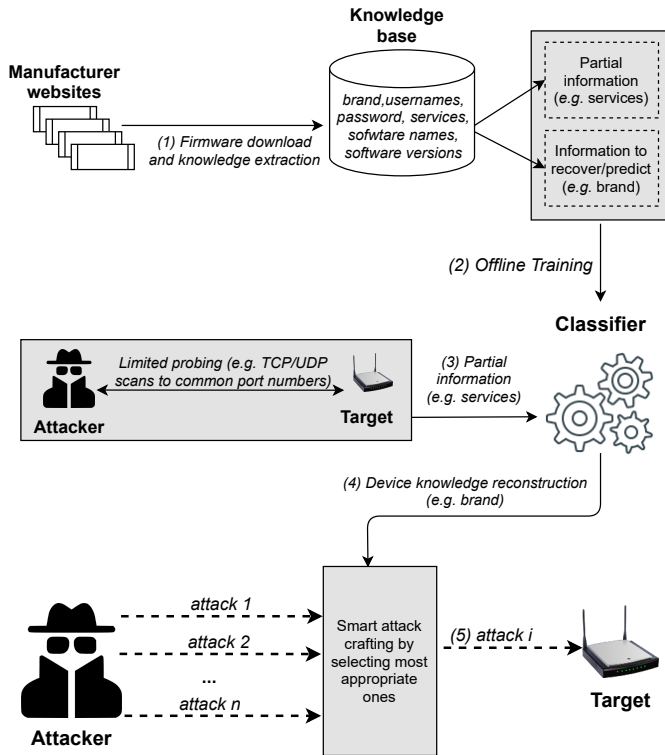 Knowledge
base
Manufacturer
websites
brand,usernames,
password, services,
sofwtare names,
software versions
(1) Firmware download
and knowledge extraction
Partial
information
(e.g. services)
Information to
recover/predict
(e.g. brand)
(2) Offline Training
Classifier
Limited probing (e.g. TCP/UDP
scans to common port numbers)
Attacker
Target
(3) Partial
information
(e.g. services)
(4) Device knowledge reconstruction
(e.g. brand)
attack 1
attack 2
...
attack n
Attacker
Smart attack
crafting by
selecting most
appropriate
ones
(5) attack i
Target